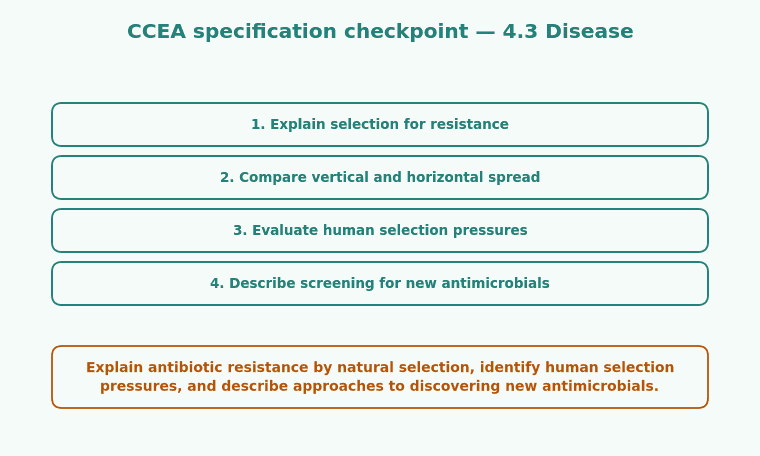 CCEA specification checkpoint — 4.3 Disease
1. Explain selection for resistance
2. Compare vertical and horizontal spread
3. Evaluate human selection pressures
4. Describe screening for new antimicrobials
Explain antibiotic resistance by natural selection, identify human selection
pressures, and describe approaches to discovering new antimicrobials.